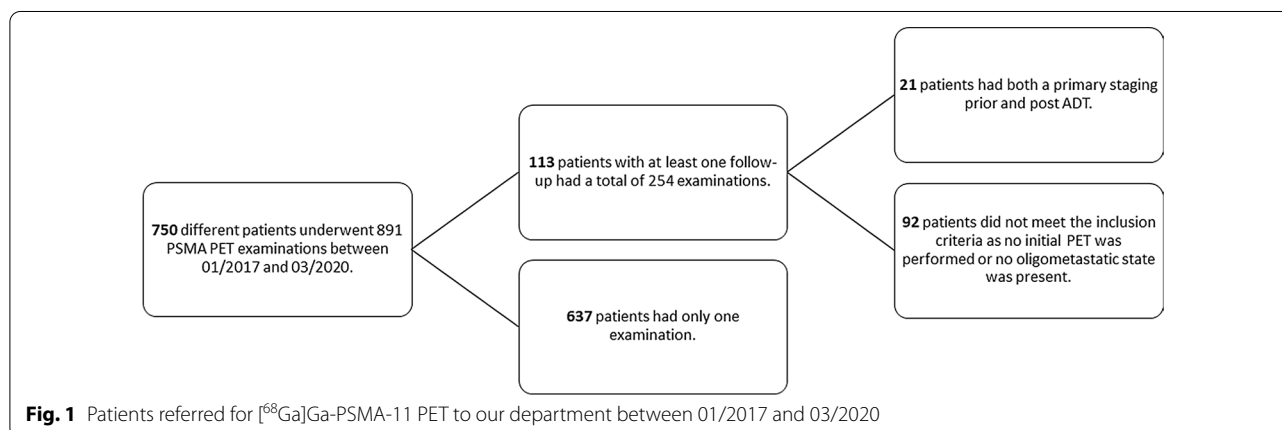 750 different patients underwent 891
PSMA PET examinations between
01/2017 and 03/2020.
113 patients with at least one follow-
up had a total of 254 examinations.
637 patients had only one
examination.
21 patients had both a primary staging
prior and post ADT.
92 patients did not meet the inclusion
criteria as no initial PET was
performed or no oligometastatic state
was present.
Fig. 1 Patients referred for [⁶⁸Ga]Ga-PSMA-11 PET to our department between 01/2017 and 03/2020